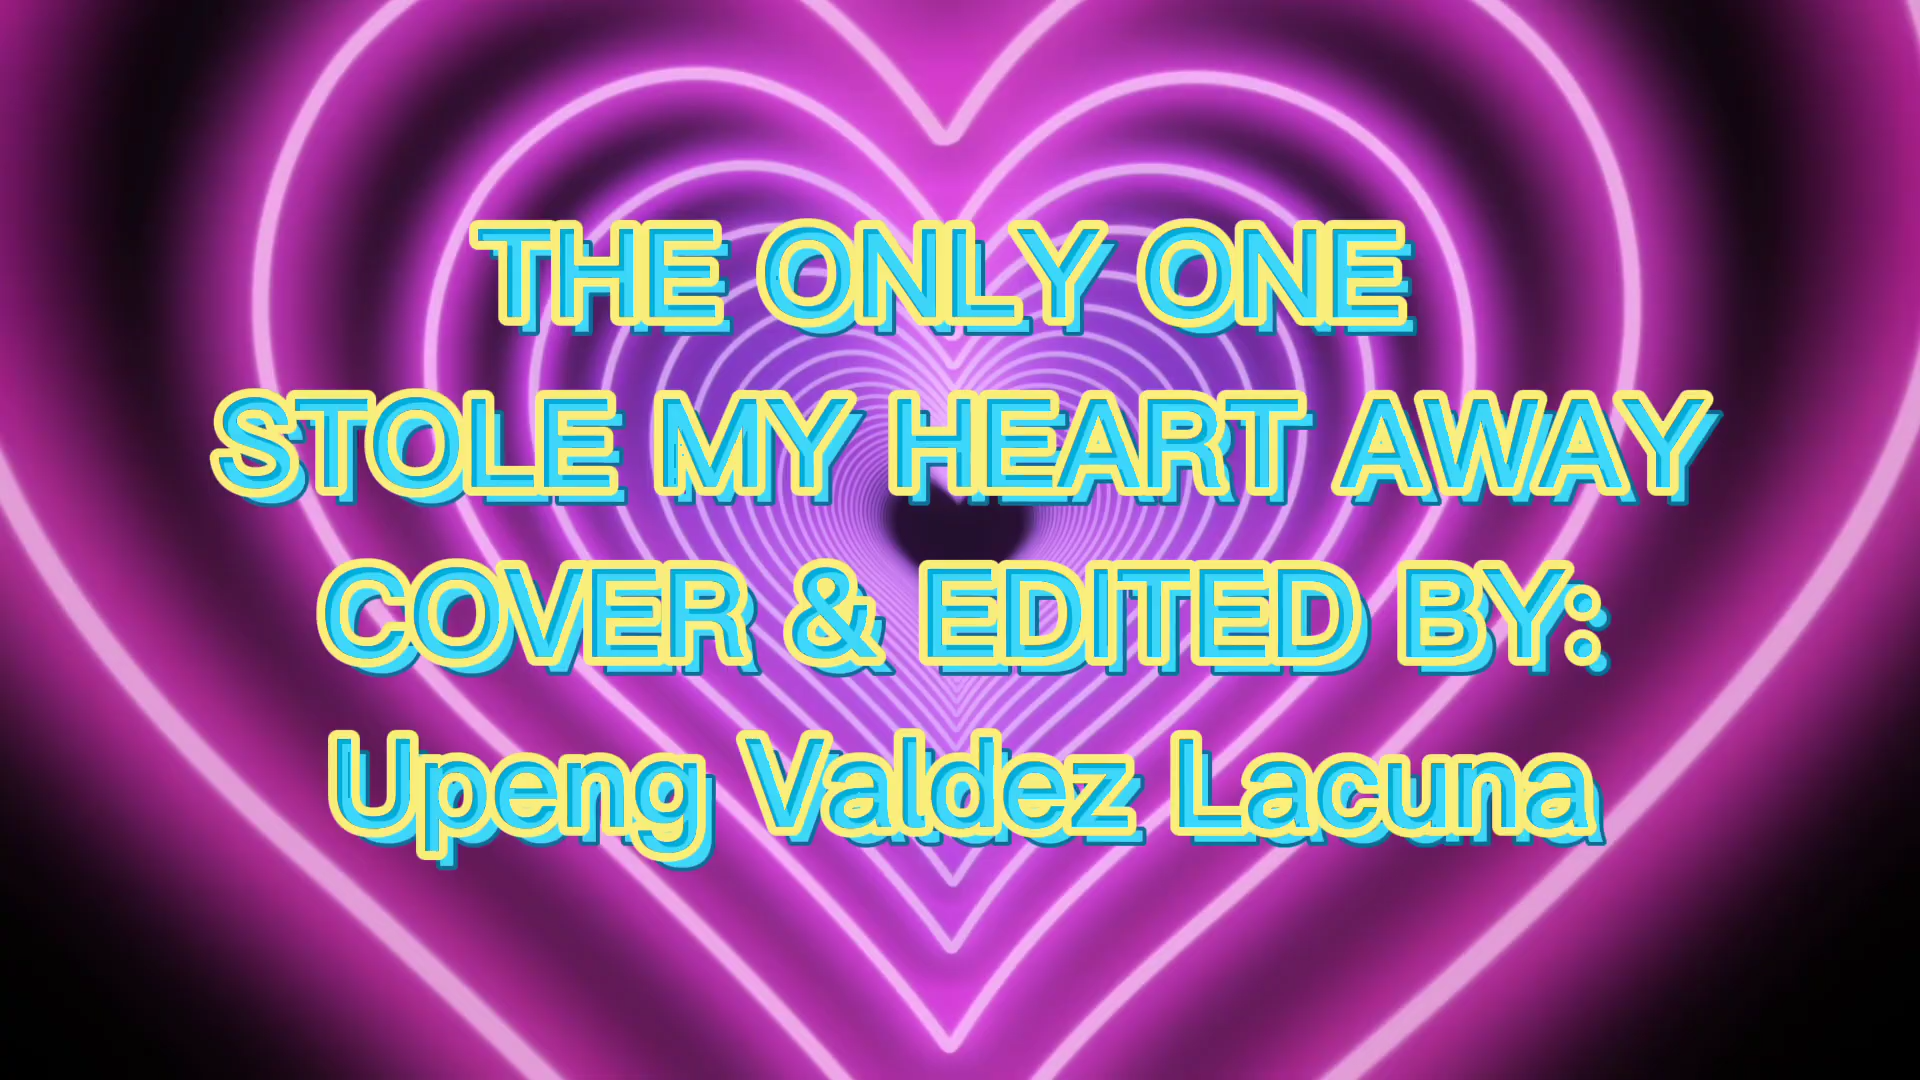 THE ONLY ONE
STOLE MY HEART AWAY
COVER & EDITED BY:
Upeng Valdez Lacuna